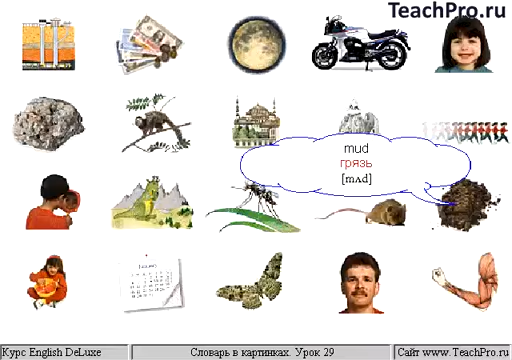 TeachPro.ru
mud
грязь
[mʌd]
Курс English DeLuxe
Словарь в картинках. Урок 29
Сайт www.TeachPro.ru